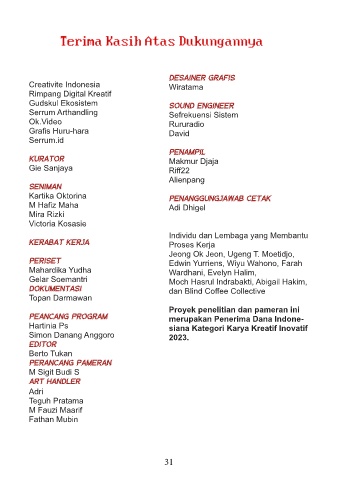 Terima Kasih Atas Dukungannya
Creativite Indonesia
Rimpang Digital Kreatif
Gudskul Ekosistem
Serrum Arthandling
Ok.Video
Grafis Huru-hara
Serrum.id
KURATOR
Gie Sanjaya
SENIMAN
Kartika Oktorina
M Hafiz Maha
Mira Rizki
Victoria Kosasie
KERABAT KERJA
PERISET
Mahardika Yudha
Gelar Soemantri
DOKUMENTASI
Topan Darmawan
PEANCANG PROGRAM
Hartinia Ps
Simon Danang Anggoro
EDITOR
Berto Tukan
PERANCANG PAMERAN
M Sigit Budi S
ART HANDLER
Adri
Teguh Pratama
M Fauzi Maarif
Fathan Mubin
DESAINER GRAFIS
Wiratama
SOUND ENGINEER
Sefrekuensi Sistem
Rururadio
David
PENAMPIL
Makmur Djaja
Riff22
Alienpang
PENANGGUNGJAWAB CETAK
Adi Dhigel
Individu dan Lembaga yang Membantu
Proses Kerja
Jeong Ok Jeon, Ugeng T. Moetidjo,
Edwin Yurriens, Wiyu Wahono, Farah
Wardhani, Evelyn Halim,
Moch Hasrul Indrabakti, Abigail Hakim,
dan Blind Coffee Collective
Proyek penelitian dan pameran ini
merupakan Penerima Dana Indone-
siana Kategori Karya Kreatif Inovatif
2023.
31